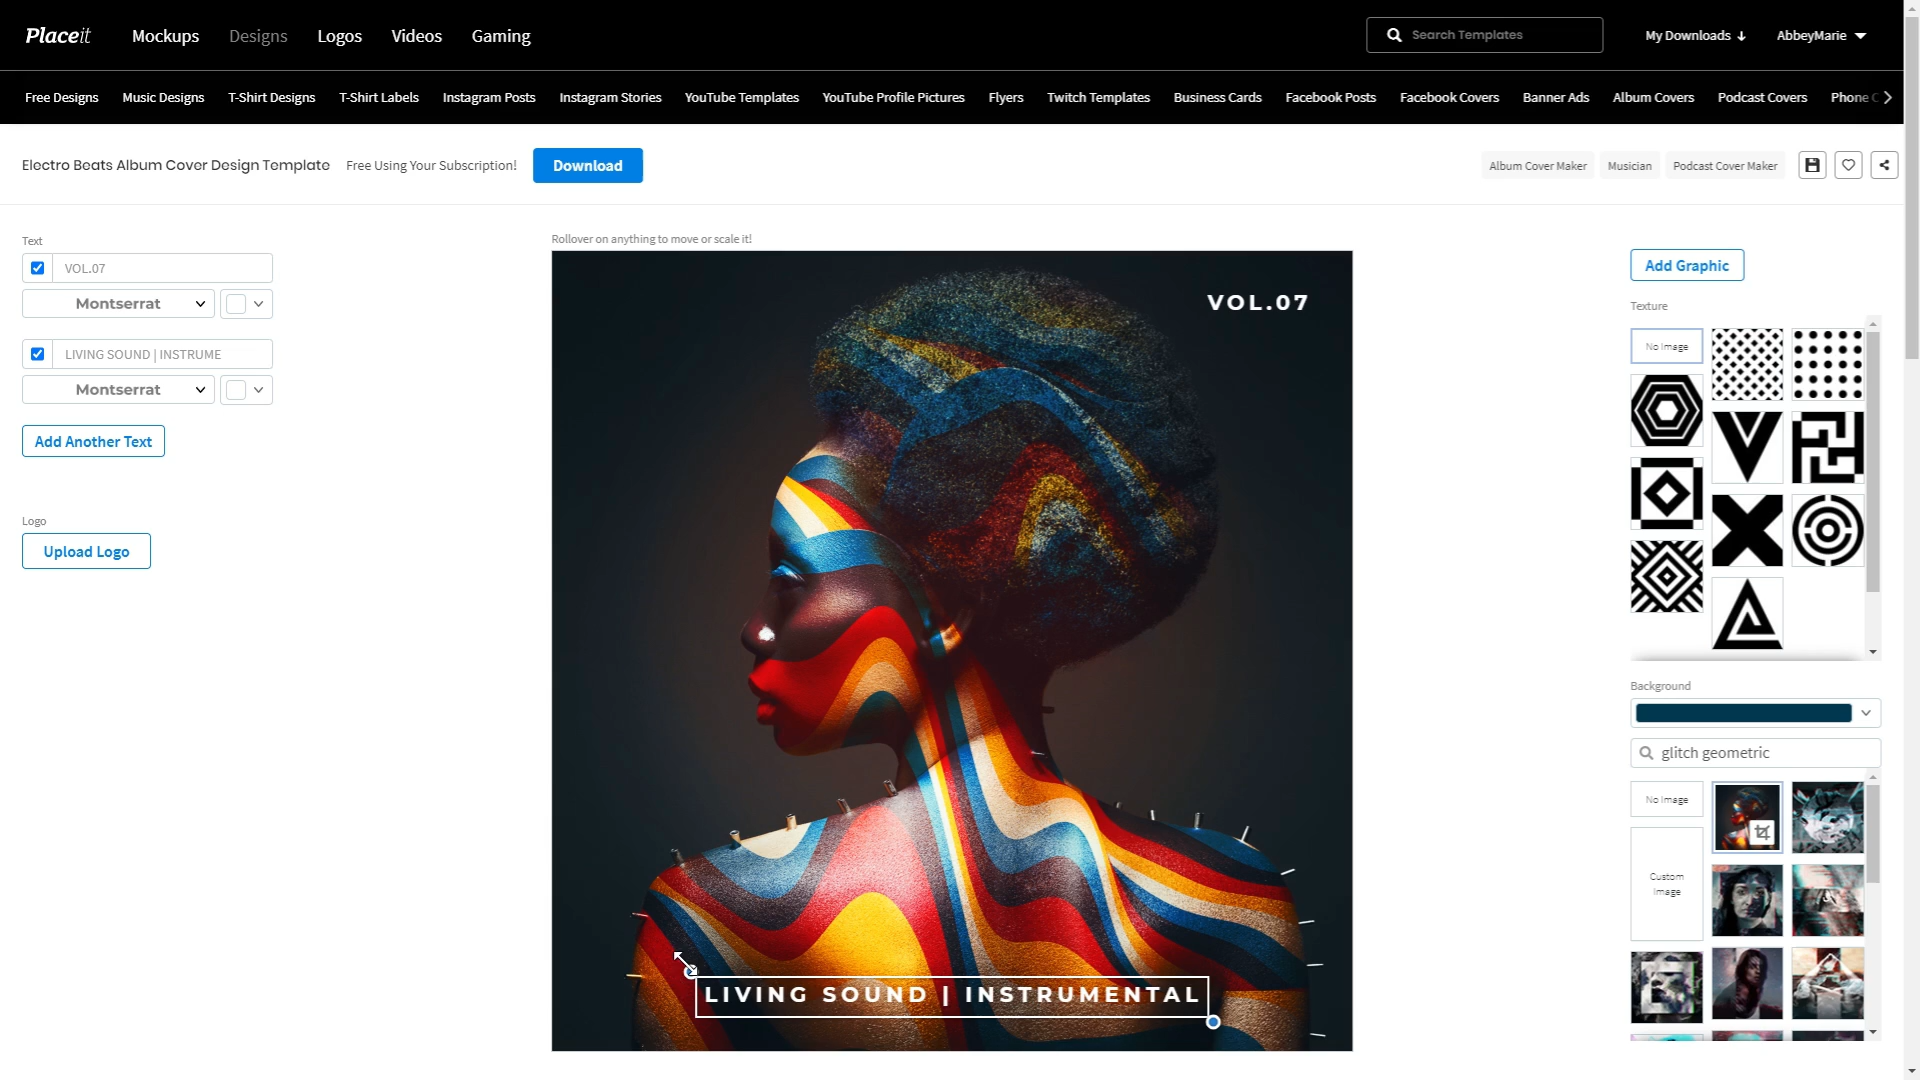 Placeit
Mockups
Designs
Logos
Videos
Gaming
Search Templates
My Downloads
AbbeyMarie
Free Designs
Music Designs
T-Shirt Designs
T-Shirt Labels
Instagram Posts
Instagram Stories
YouTube Templates
YouTube Profile Pictures
Flyers
Twitch Templates
Business Cards
Facebook Posts
Facebook Covers
Banner Ads
Album Covers
Podcast Covers
Phone
Electro Beats Album Cover Design Template
Free Using Your Subscription!
Download
Album Cover Maker
Musician
Podcast Cover Maker
Text
VOL.07
Montserrat
LIVING SOUND | INSTRUME
Montserrat
Add Another Text
Logo
Upload Logo
Rollover on anything to move or scale it!
VOL.07
LIVING SOUND | INSTRUMENTAL
Add Graphic
Texture
No Image
Background
glitch geometric
No Image
Custom
Image